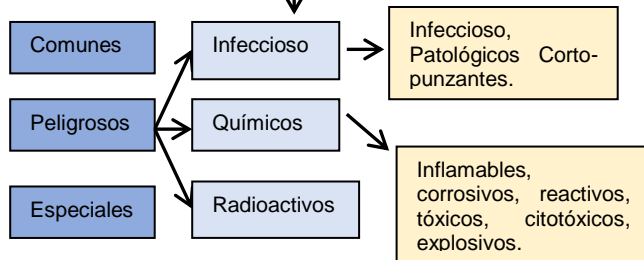 Comunes
Infeccioso
Infeccioso,
Patológicos Corto-
punzantes.
Peligrosos
Químicos
Especiales
Radioactivos
Inflamables,
corrosivos, reactivos,
tóxicos, citotóxicos,
explosivos.